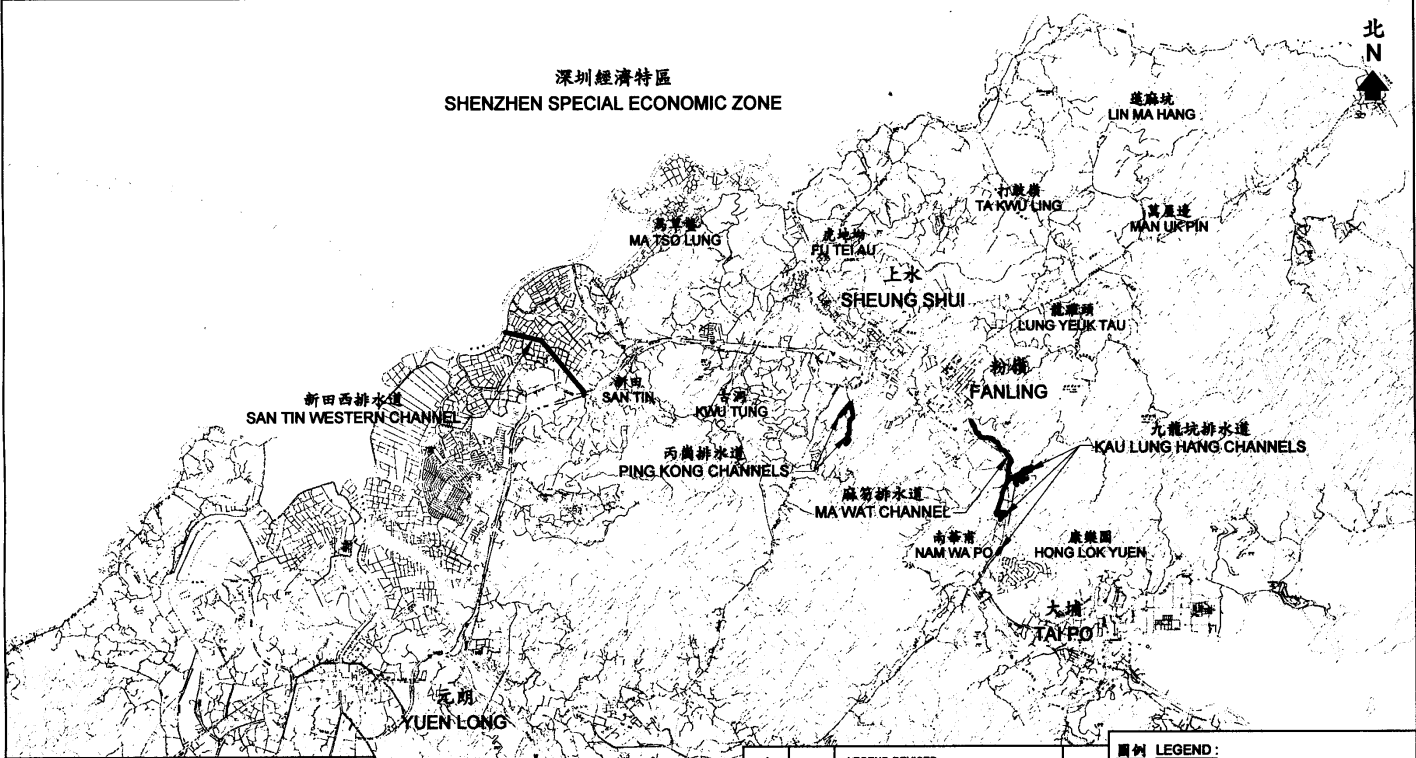 北
N
深圳經濟特區
SHENZHEN SPECIAL ECONOMIC ZONE
蓮麻坑
LIN MA HANG
打鼓嶺
TA KWU LING
萬屋邊
MAN UK PIN
馬草壟
MA TSO LUNG
虎地坳
FU TEI AU
上水
SHEUNG SHUI
龍躍頭
LUNG YEUK TAU
粉嶺
FANLING
新田
SAN TIN
新田西排水道
SAN TIN WESTERN CHANNEL
古洞
KWU TUNG
九龍坑排水道
KAU LUNG HANG CHANNELS
丙崗排水道
PING KONG CHANNELS
麻笏排水道
MA WAT CHANNEL
南華莆
NAM WA PO
康樂園
HONG LOK YUEN
大埔
TAI PO
元朗
YUEN LONG
圖例 LEGEND :